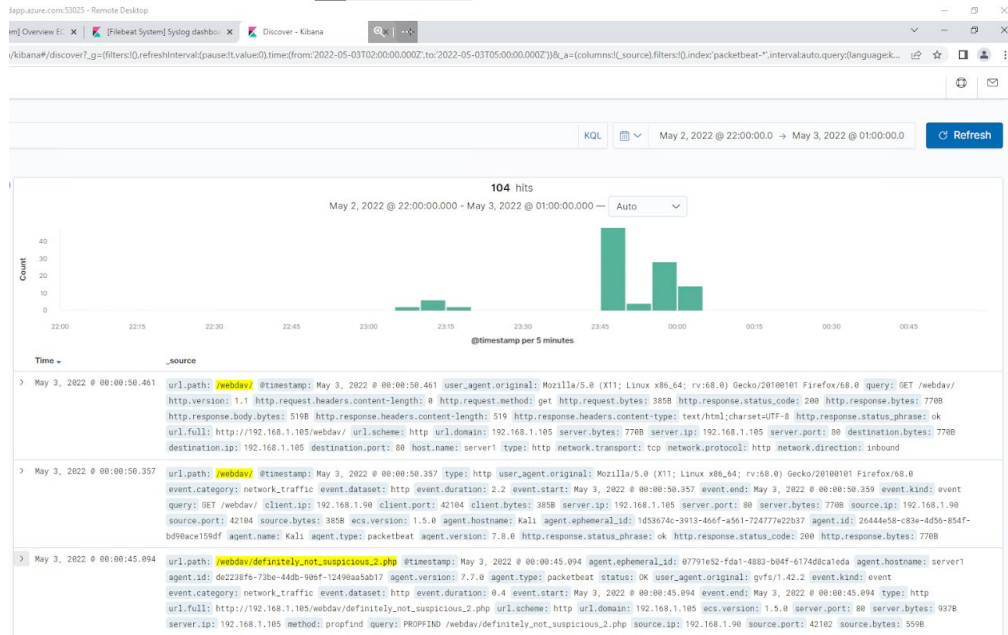 dapp.azure.com:53025 - Remote Desktop
em] Overview EC X [Filebeat System] Syslog dashboa X Discover - Kibana
/kibana#/discover?_g=(filters:!(),refreshInterval:(pause:!t,value:0),time:(from:'2022-05-03T02:00:00.000Z',to:'2022-05-03T05:00:00.000Z'))&_a=(columns:!(_source),filters:!(),index:'packetbeat-*',interval:auto,query:(language:k...
KQL May 2, 2022 @ 22:00:00.0 → May 3, 2022 @ 01:00:00.0 Refresh
104 hits
May 2, 2022 @ 22:00:00.000 - May 3, 2022 @ 01:00:00.000 — Auto
Count
40
30
20
10
0
22:00 22:15 22:30 22:45 23:00 23:15 23:30 23:45 00:00 00:15 00:30 00:45
@timestamp per 5 minutes
Time _source
May 3, 2022 @ 00:00:50.461 url.path: /webdav/ @timestamp: May 3, 2022 @ 00:00:50.461 user_agent.original: Mozilla/5.0 (X11; Linux x86_64; rv:68.0) Gecko/20100101 Firefox/68.0 query: GET /webdav/
http.version: 1.1 http.request.headers.content-length: 0 http.request.method: get http.request.bytes: 385B http.response.status_code: 200 http.response.bytes: 770B
http.response.body.bytes: 519B http.response.headers.content-length: 519 http.response.headers.content-type: text/html;charset=UTF-8 http.response.status_phrase: ok
url.full: http://192.168.1.105/webdav/ url.scheme: http url.domain: 192.168.1.105 server.bytes: 770B server.ip: 192.168.1.105 server.port: 80 destination.bytes: 770B
destination.ip: 192.168.1.105 destination.port: 80 host.name: server1 type: http network.transport: tcp network.protocol: http network.direction: inbound
May 3, 2022 @ 00:00:50.357 url.path: /webdav/ @timestamp: May 3, 2022 @ 00:00:50.357 type: http user_agent.original: Mozilla/5.0 (X11; Linux x86_64; rv:68.0) Gecko/20100101 Firefox/68.0
event.category: network_traffic event.dataset: http event.duration: 2.2 event.start: May 3, 2022 @ 00:00:50.357 event.end: May 3, 2022 @ 00:00:50.359 event.kind: event
query: GET /webdav/ client.ip: 192.168.1.90 client.port: 42104 client.bytes: 385B server.ip: 192.168.1.105 server.port: 80 server.bytes: 770B source.ip: 192.168.1.90
source.port: 42104 source.bytes: 385B ecs.version: 1.5.0 agent.hostname: Kali agent.ephemeral_id: 1d53674c-3913-466f-a561-724777e22b37 agent.id: 26444e58-c83e-4d56-854f-
bd90ace159df agent.name: Kali agent.type: packetbeat agent.version: 7.8.0 http.response.status_phrase: ok http.response.status_code: 200 http.response.bytes: 770B
May 3, 2022 @ 00:00:45.094 url.path: /webdav/definitely_not_suspicious_2.php @timestamp: May 3, 2022 @ 00:00:45.094 agent.ephemeral_id: 07791e52-fda1-4883-b04f-6174d8ca1eda agent.hostname: server1
agent.id: de2238f6-73be-44db-906f-12490aa5ab17 agent.version: 7.7.0 agent.type: packetbeat status: OK user_agent.original: gvfs/1.42.2 event.kind: event
event.category: network_traffic event.dataset: http event.duration: 0.4 event.start: May 3, 2022 @ 00:00:45.094 event.end: May 3, 2022 @ 00:00:45.094 type: http
url.full: http://192.168.1.105/webdav/definitely_not_suspicious_2.php url.scheme: http url.domain: 192.168.1.105 ecs.version: 1.5.0 server.port: 80 server.bytes: 937B
server.ip: 192.168.1.105 method: propfind query: PROPFIND /webdav/definitely_not_suspicious_2.php source.ip: 192.168.1.90 source.port: 42102 source.bytes: 559B